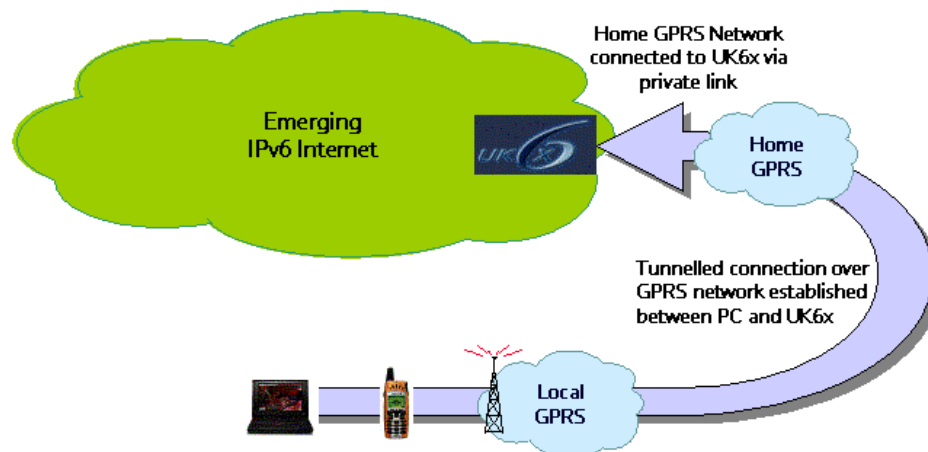 Home GPRS Network
connected to UK6x via
private link
Emerging
IPv6 Internet
UK6x
Home
GPRS
Tunnelled connection over
GPRS network established
between PC and UK6x
Local
GPRS